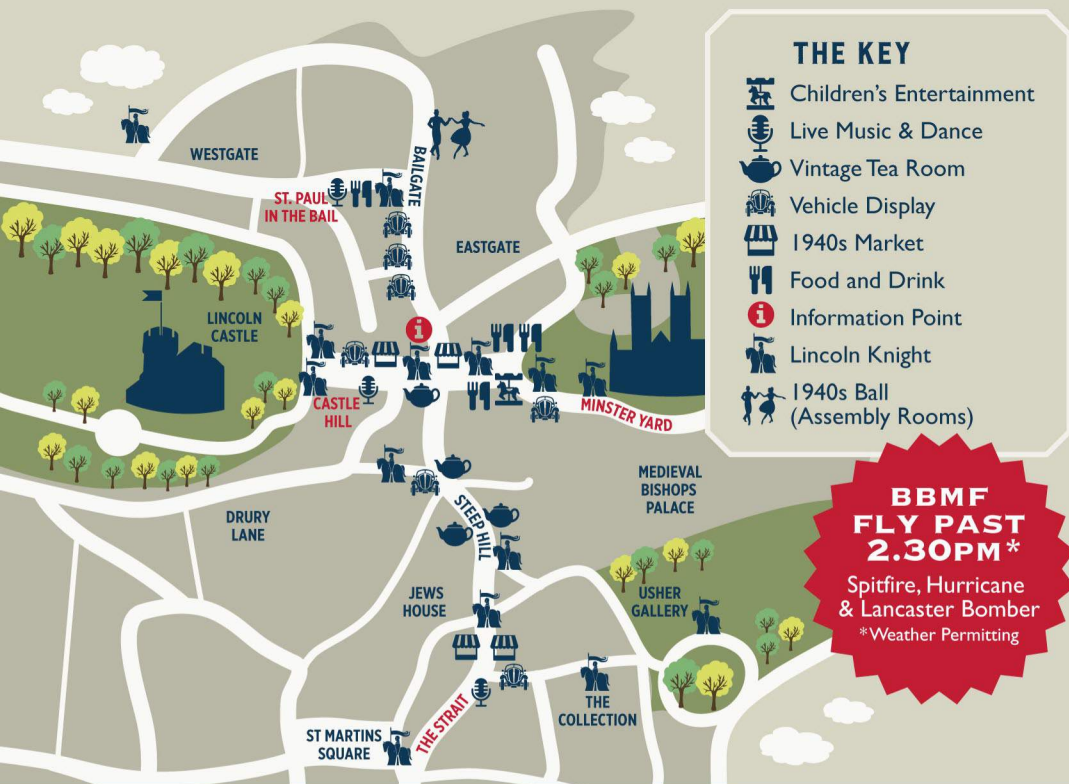 THE KEY
Children's Entertainment
Live Music & Dance
Vintage Tea Room
Vehicle Display
1940s Market
Food and Drink
i
Information Point
Lincoln Knight
1940s Ball
(Assembly Rooms)
WESTGATE
BAILGATE
ST. PAUL
IN THE BAIL
EASTGATE
LINCOLN
CASTLE
i
CASTLE
HILL
MINSTER YARD
MEDIEVAL
BISHOPS
PALACE
DRURY
LANE
STEEP HILL
JEWS
HOUSE
USHER
GALLERY
THE
COLLECTION
THE STRAIT
ST MARTINS
SQUARE
BBMF
FLY PAST
2.30PM*
Spitfire, Hurricane
& Lancaster Bomber
*Weather Permitting